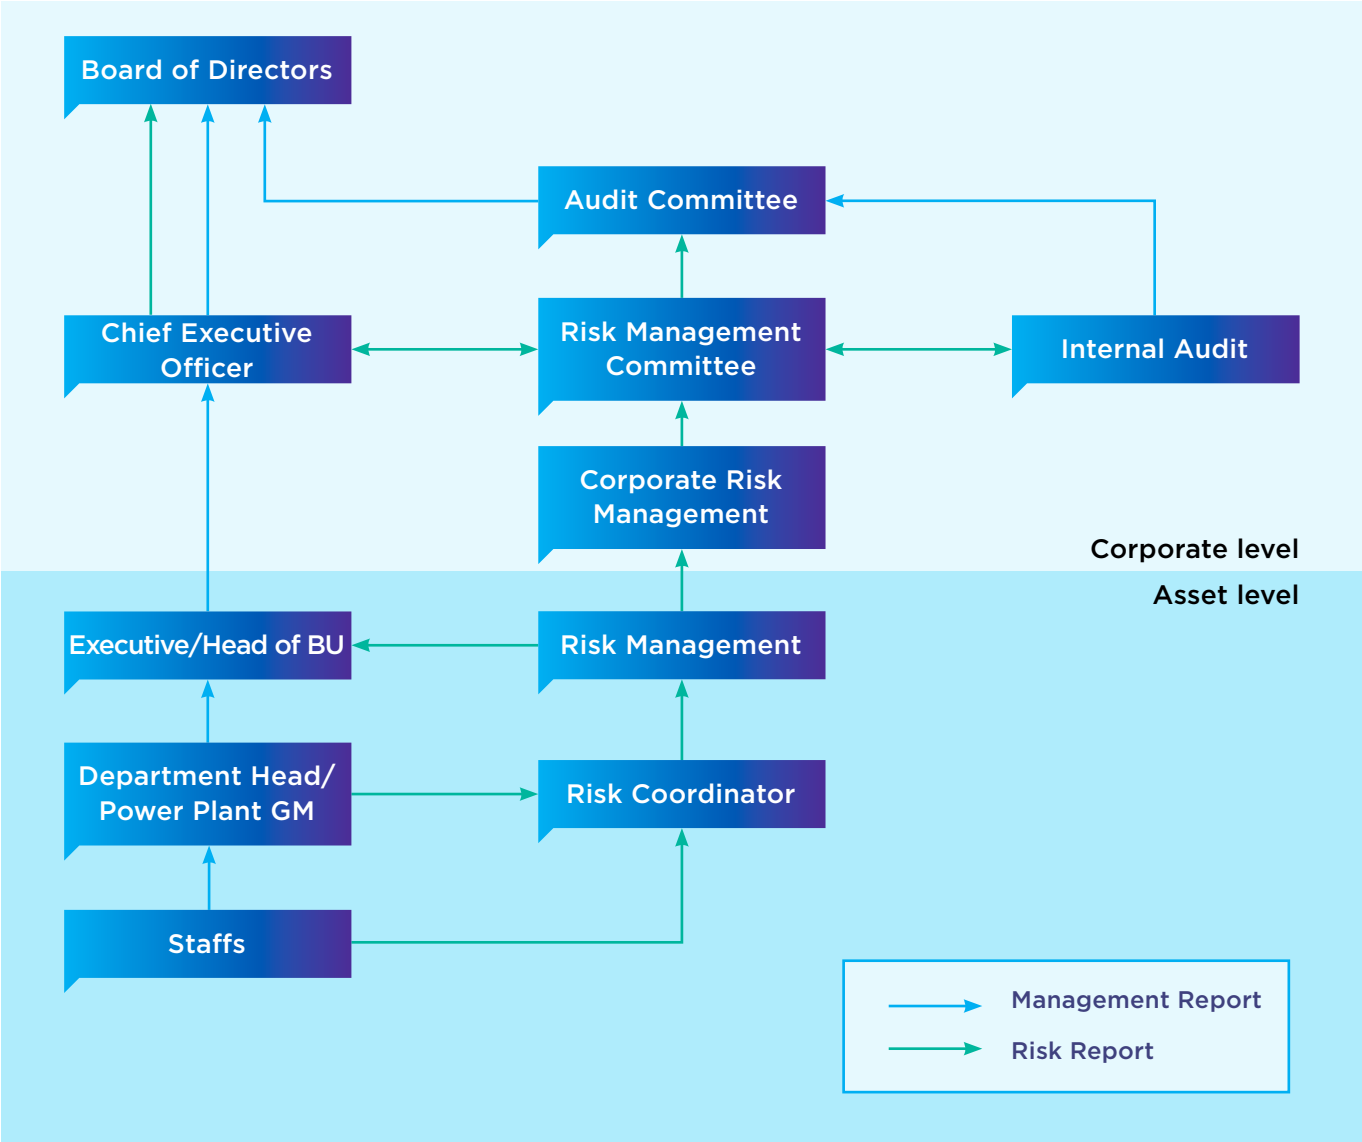 Board of Directors
Audit Committee
Chief Executive
Officer
Risk Management
Committee
Internal Audit
Corporate Risk
Management
Corporate level
Asset level
Executive/Head of BU
Risk Management
Department Head/
Power Plant GM
Risk Coordinator
Staffs
Management Report
Risk Report